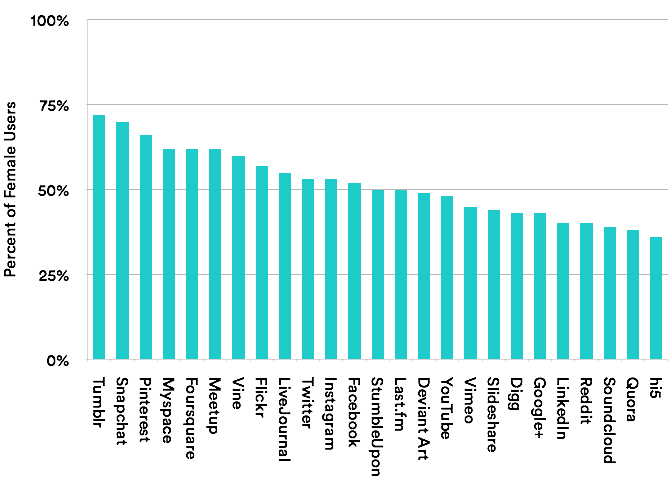 100%
75%
50%
25%
0%
Percent of Female Users
Tumblr
Snapchat
Pinterest
Myspace
Foursquare
Meetup
Vine
Flickr
LiveJournal
Twitter
Instagram
Facebook
StumbleUpon
Last.fm
Deviant Art
YouTube
Vimeo
Slideshare
Digg
Google+
LinkedIn
Reddit
Soundcloud
Quora
hi5